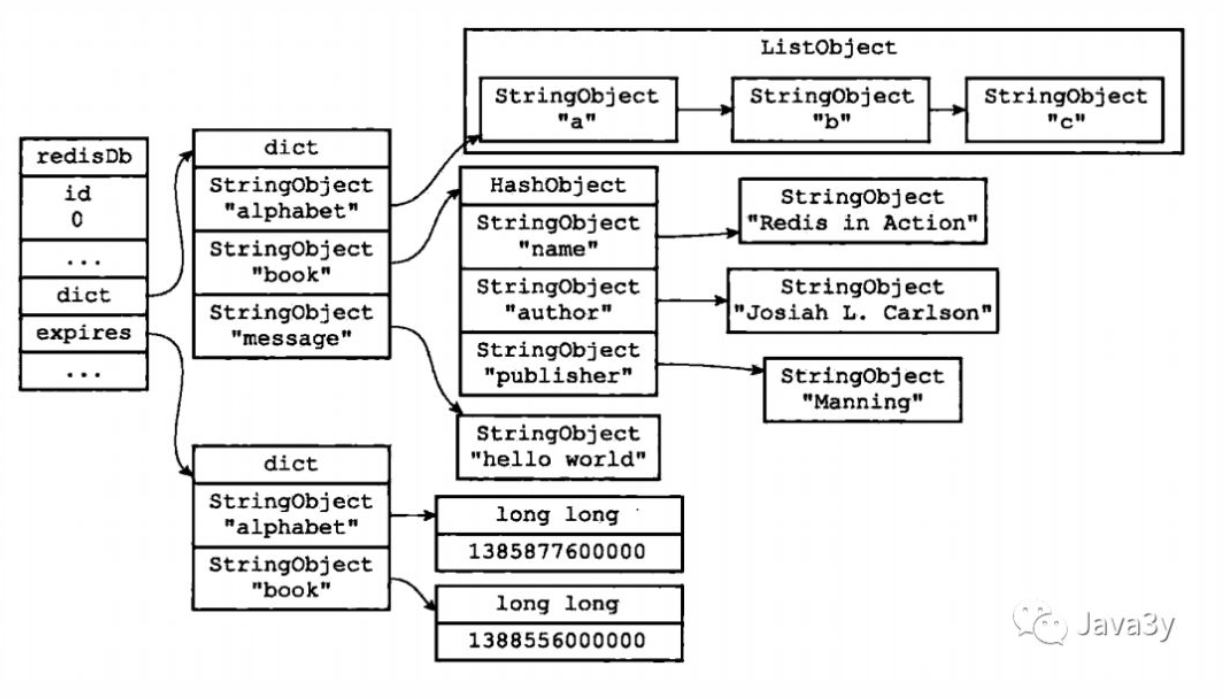 ListObject
StringObject
"a"
StringObject
"b"
StringObject
"c"
redisDb
id
0
...
dict
expires
...
dict
StringObject
"alphabet"
StringObject
"book"
StringObject
"message"
HashObject
StringObject
"name"
StringObject
"author"
StringObject
"publisher"
StringObject
"Redis in Action"
StringObject
"Josiah L. Carlson"
StringObject
"Manning"
StringObject
"hello world"
dict
StringObject
"alphabet"
StringObject
"book"
long long
1385877600000
long long
1388556000000
Java3y